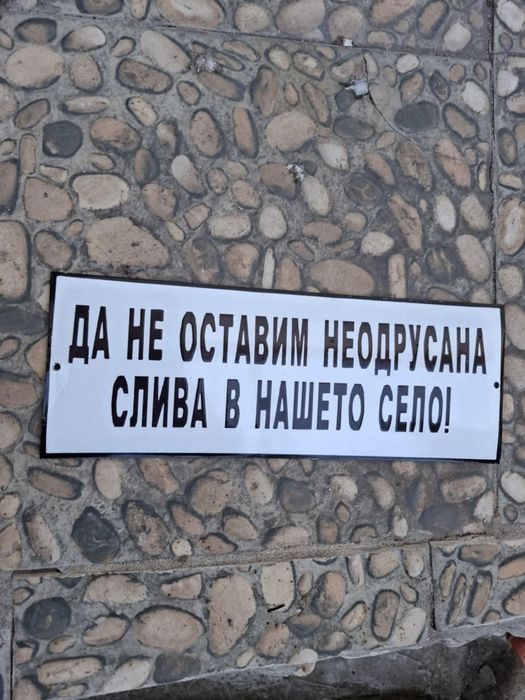 ДА НЕ ОСТАВИМ НЕОДРУСАНА
СЛИВА В НАШЕТО СЕЛО!